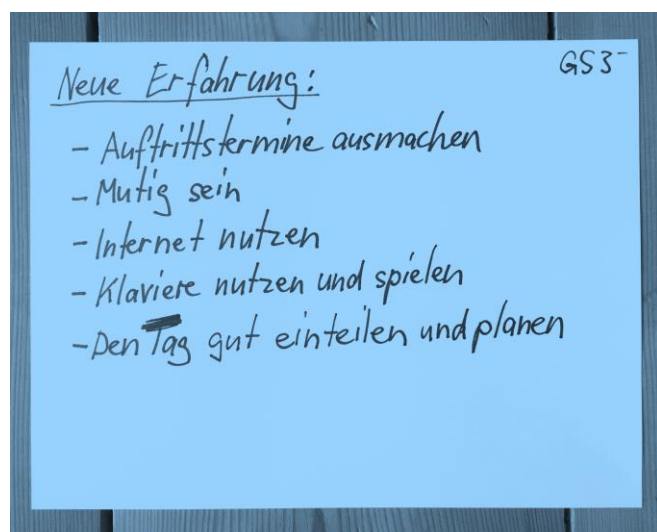 GS3-
Neue Erfahrung:
- Auftrittstermine ausmachen
- Mutig sein
- Internet nutzen
- Klaviere nutzen und spielen
- Den Tag gut einteilen und planen